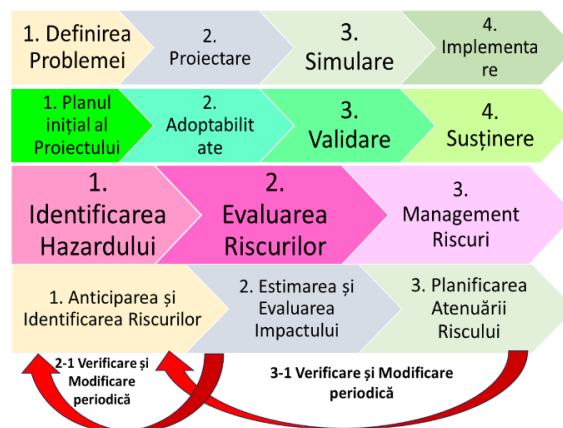 1. Definirea
Problemei
2.
Proiectare
3.
Simulare
4.
Implementa
re
1. Planul
inițial al
Proiectului
2.
Adoptabilit
ate
3.
Validare
4.
Susținere
1.
Identificarea
Hazardului
2.
Evaluarea
Riscurilor
3.
Management
Riscuri
1. Anticiparea și
Identificarea Riscurilor
2. Estimarea și
Evaluarea
Impactului
3. Planificarea
Atenuării
Riscului
2-1 Verificare și
Modificare
periodică
3-1 Verificare și Modificare
periodică